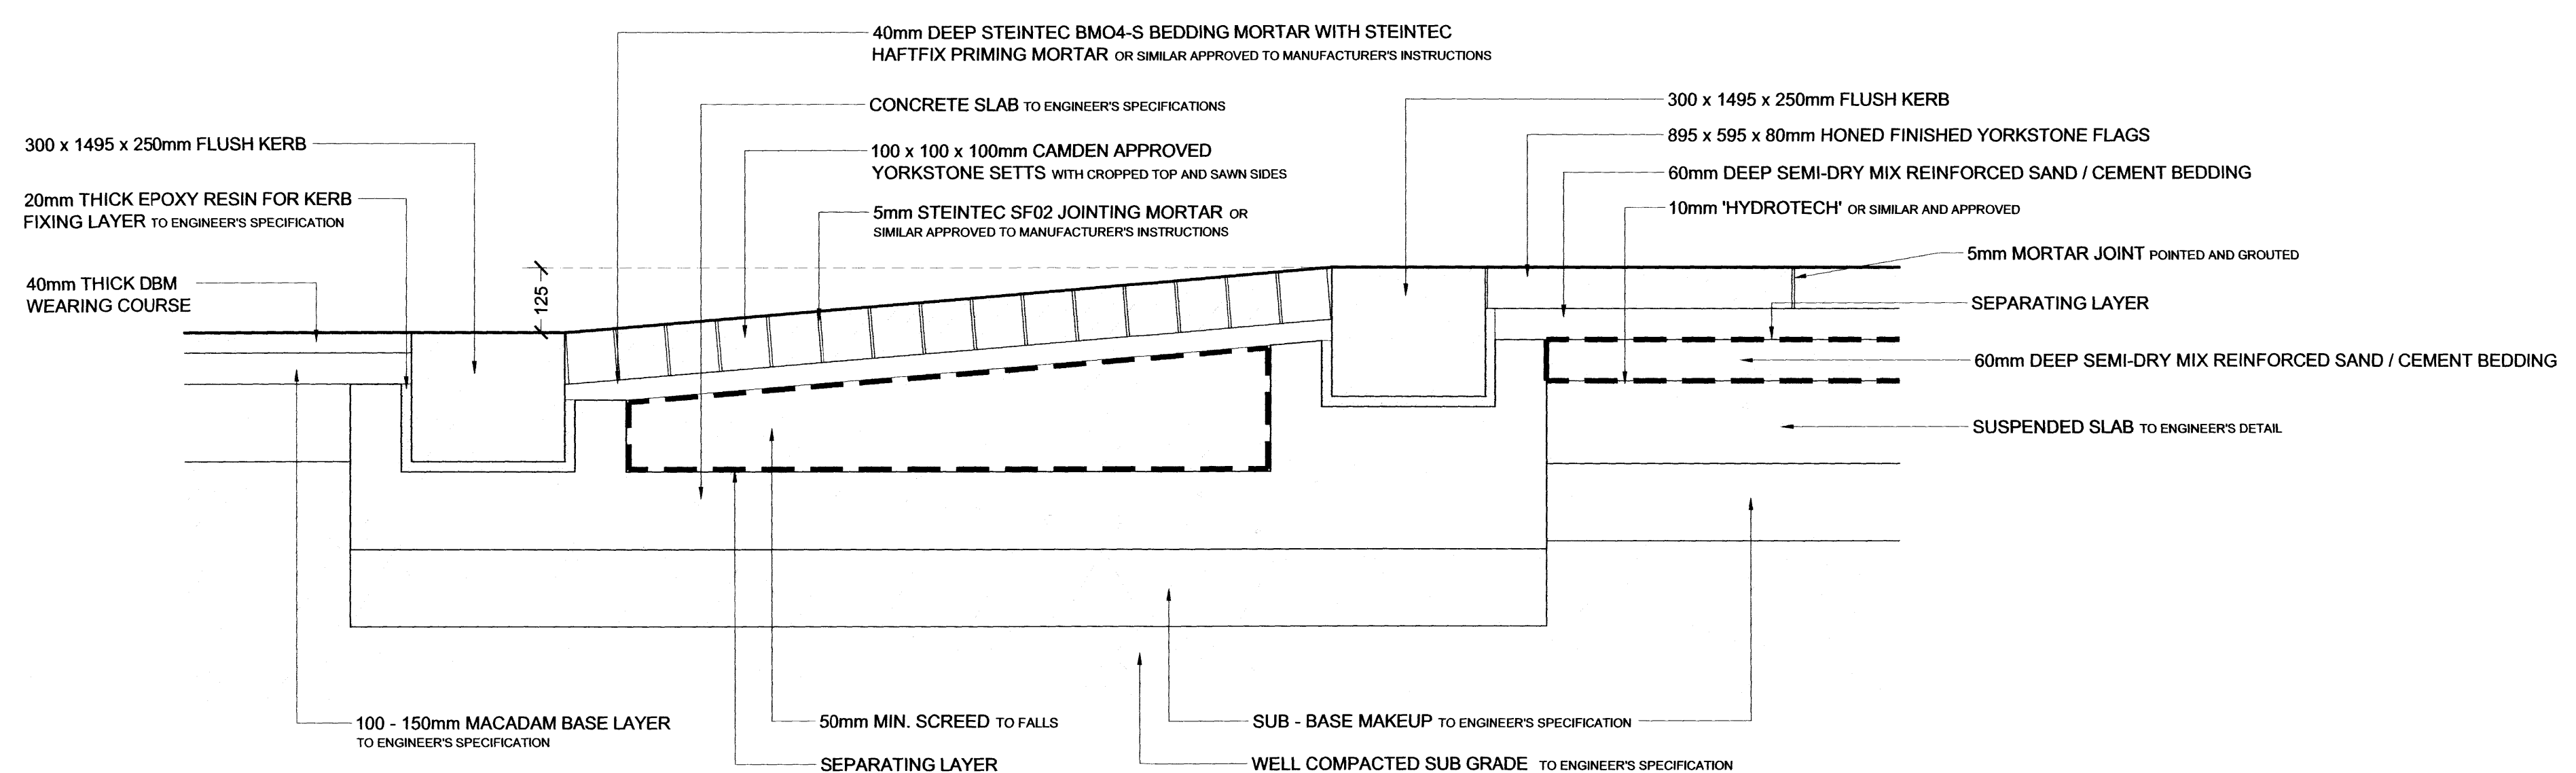 40mm DEEP STEINTEC BMO4-S BEDDING MORTAR WITH STEINTEC
HAFTFIX PRIMING MORTAR OR SIMILAR APPROVED TO MANUFACTURER'S INSTRUCTIONS
CONCRETE SLAB TO ENGINEER'S SPECIFICATIONS
100 x 100 x 100mm CAMDEN APPROVED
YORKSTONE SETTS WITH CROPPED TOP AND SAWN SIDES
5mm STEINTEC SF02 JOINTING MORTAR OR
SIMILAR APPROVED TO MANUFACTURER'S INSTRUCTIONS
300 x 1495 x 250mm FLUSH KERB
20mm THICK EPOXY RESIN FOR KERB
FIXING LAYER TO ENGINEER'S SPECIFICATION
40mm THICK DBM
WEARING COURSE
125
300 x 1495 x 250mm FLUSH KERB
895 x 595 x 80mm HONED FINISHED YORKSTONE FLAGS
60mm DEEP SEMI-DRY MIX REINFORCED SAND / CEMENT BEDDING
10mm 'HYDROTECH' OR SIMILAR AND APPROVED
5mm MORTAR JOINT POINTED AND GROUTED
SEPARATING LAYER
60mm DEEP SEMI-DRY MIX REINFORCED SAND / CEMENT BEDDING
SUSPENDED SLAB TO ENGINEER'S DETAIL
100 - 150mm MACADAM BASE LAYER
TO ENGINEER'S SPECIFICATION
50mm MIN. SCREED TO FALLS
SEPARATING LAYER
SUB - BASE MAKEUP TO ENGINEER'S SPECIFICATION
WELL COMPACTED SUB GRADE TO ENGINEER'S SPECIFICATION